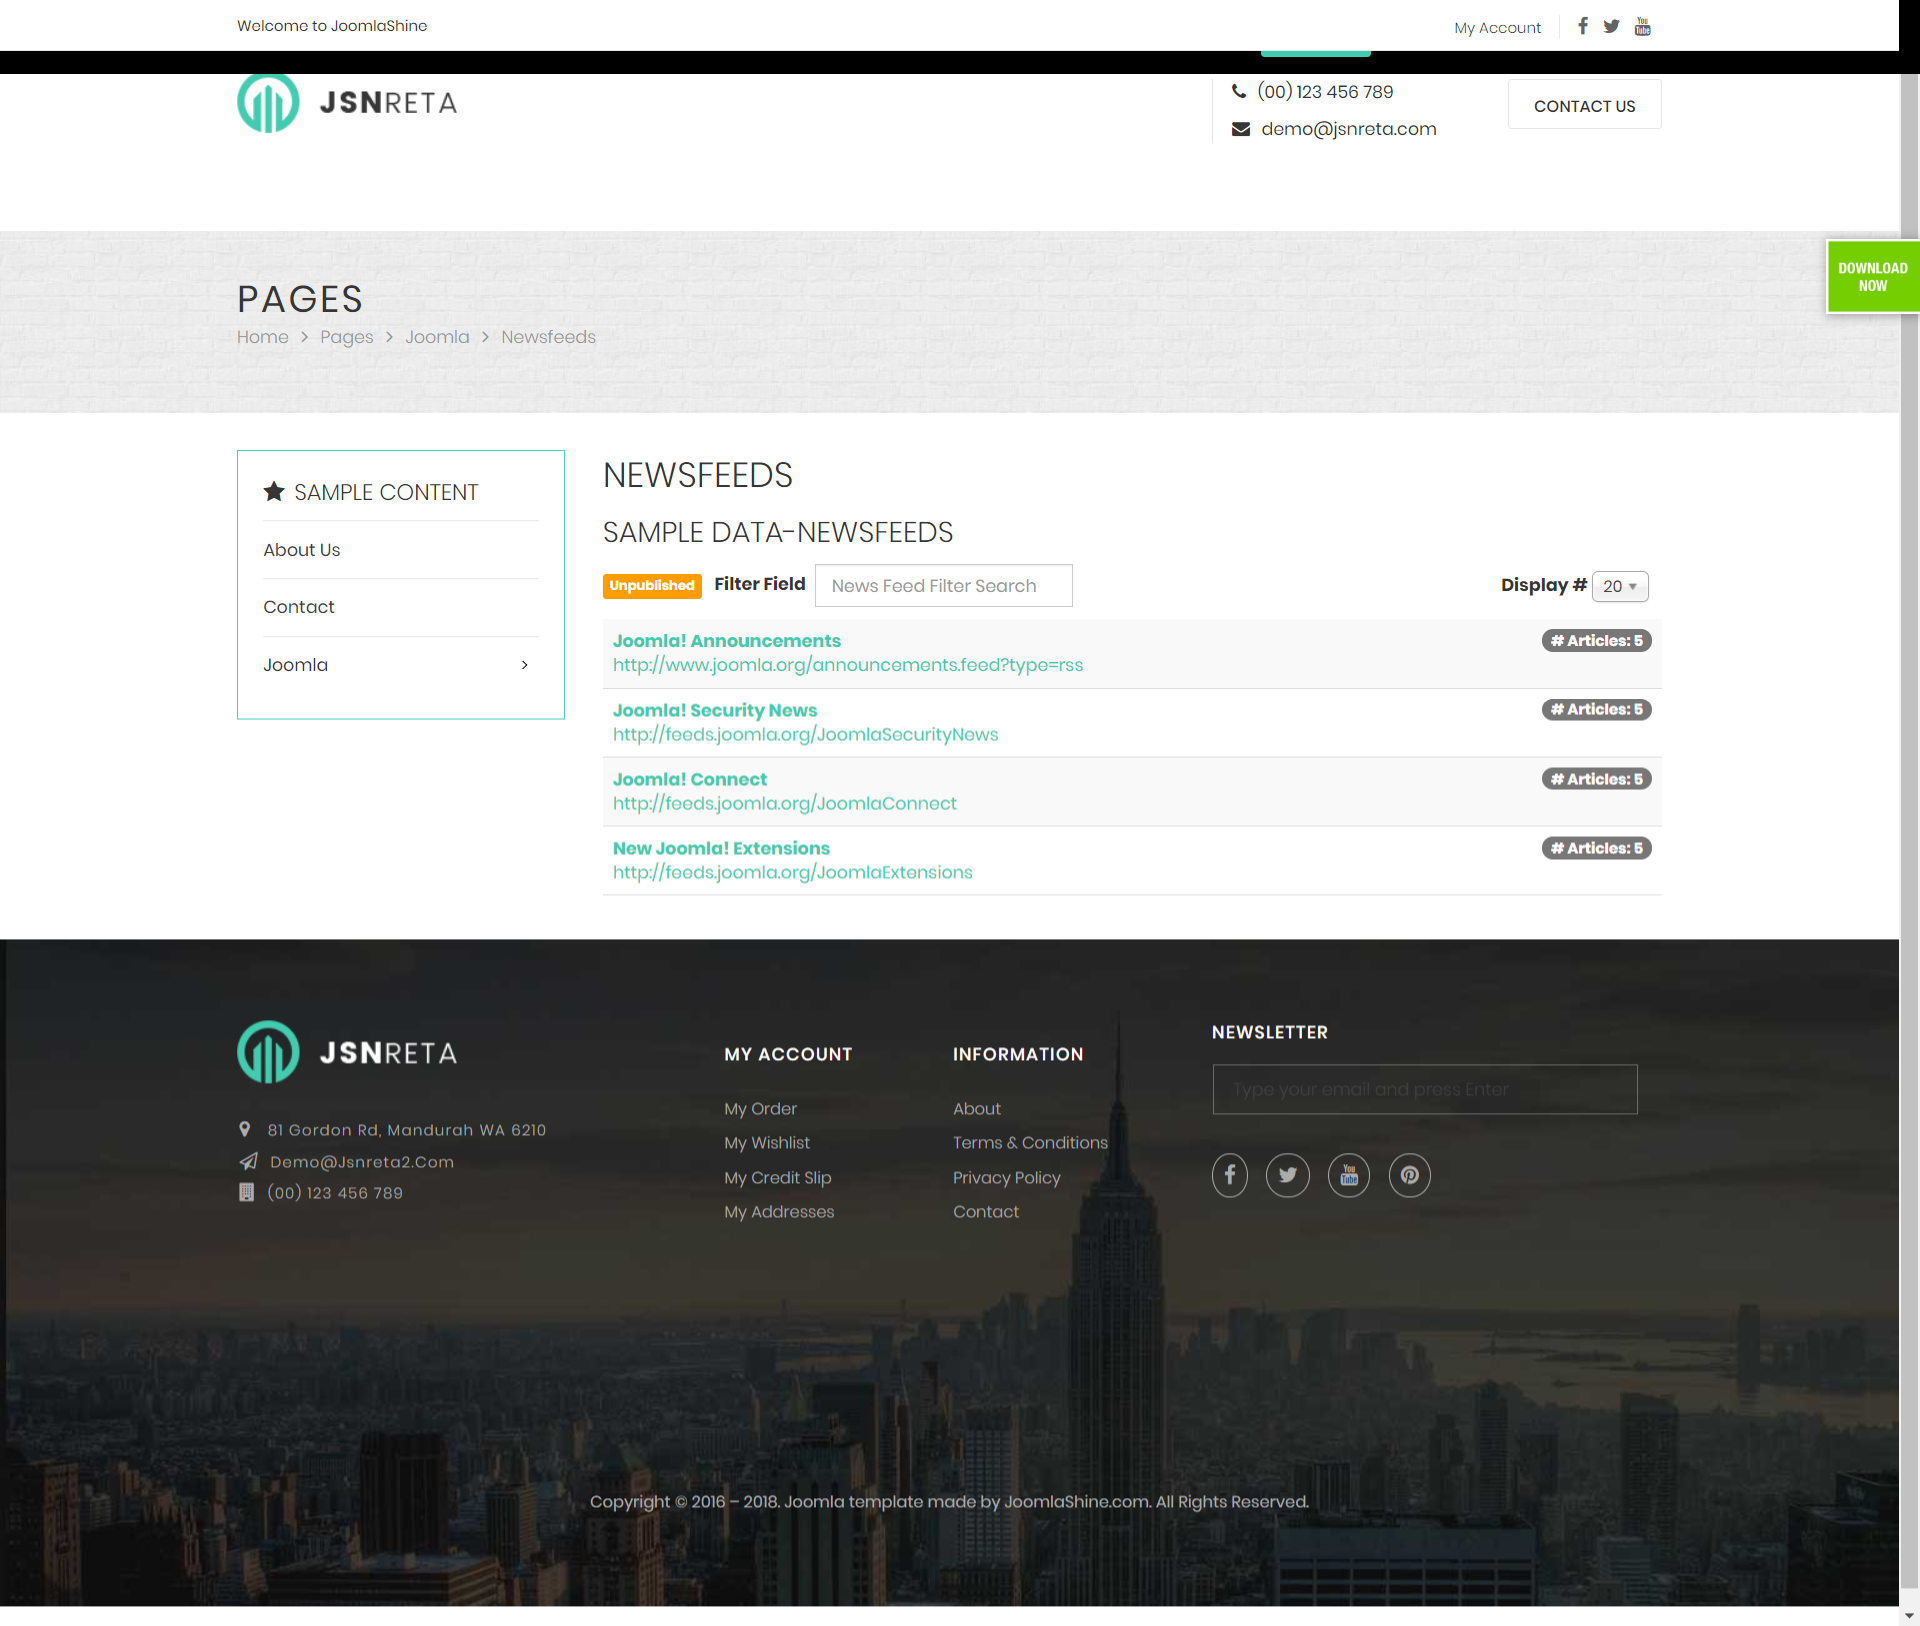 Welcome to JoomlaShine
My Account
You Tube
JSNRETA
(00) 123 456 789
demo@jsnreta.com
CONTACT US
DOWNLOAD NOW
PAGES
Home > Pages > Joomla > Newsfeeds
SAMPLE CONTENT
About Us
Contact
Joomla >
NEWSFEEDS
SAMPLE DATA-NEWSFEEDS
Unpublished Filter Field News Feed Filter Search Display # 20
Joomla! Announcements # Articles: 5
http://www.joomla.org/announcements.feed?type=rss
Joomla! Security News # Articles: 5
http://feeds.joomla.org/JoomlaSecurityNews
Joomla! Connect # Articles: 5
http://feeds.joomla.org/JoomlaConnect
New Joomla! Extensions # Articles: 5
http://feeds.joomla.org/JoomlaExtensions
JSNRETA
81 Gordon Rd, Mandurah WA 6210
Demo@Jsnreta2.Com
(00) 123 456 789
MY ACCOUNT
My Order
My Wishlist
My Credit Slip
My Addresses
INFORMATION
About
Terms & Conditions
Privacy Policy
Contact
NEWSLETTER
Type your email and press Enter
You Tube
Copyright © 2016 – 2018. Joomla template made by JoomlaShine.com. All Rights Reserved.